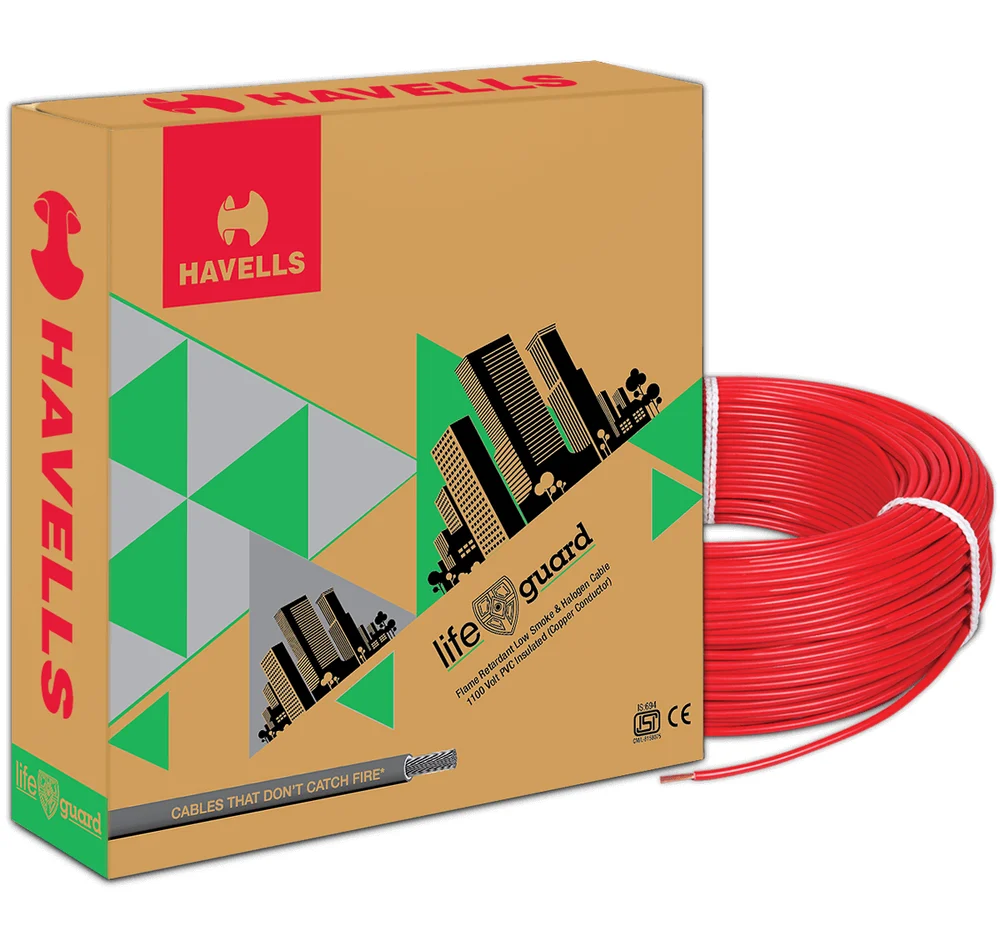 HAVELLS
HAVELLS
HAVELLS
life guard
Flame Retardant Low Smoke & Halogen Cable
1100 Volt PVC Insulated (Copper Conductor)
IS:694
ISI
CE
CABLES THAT DON'T CATCH FIRE*
life guard